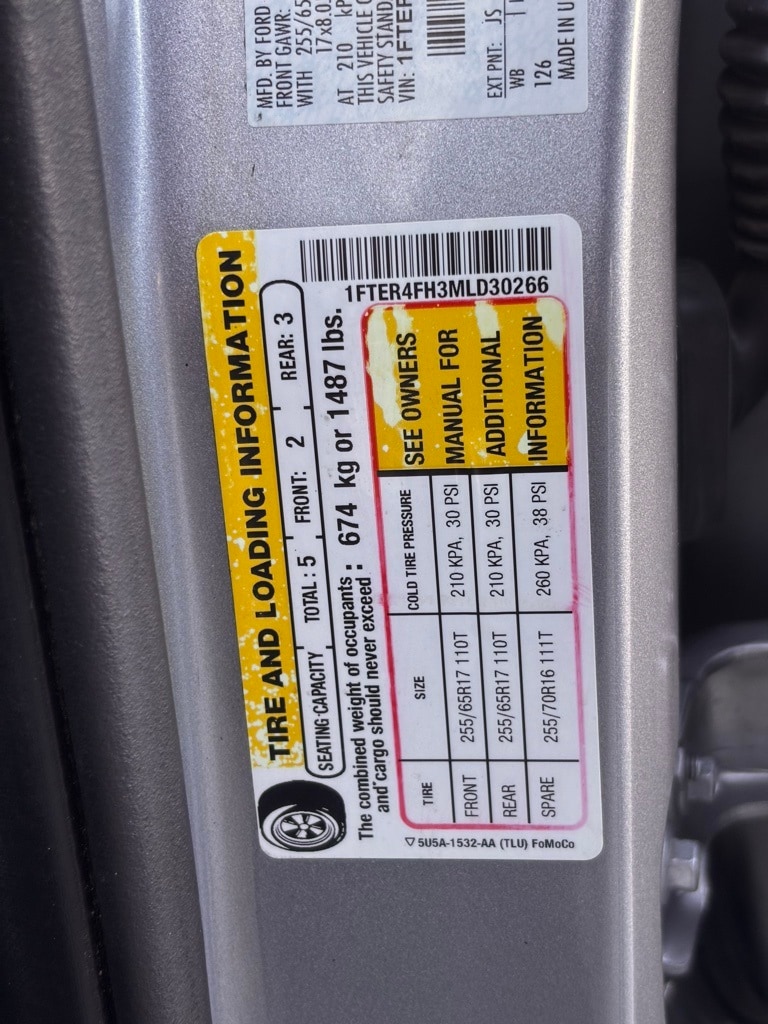 MFD. BY FORD
FRONT GAWR:
WITH 255/65
17x8.0
AT 210 kP
THIS VEHICLE
SAFETY STAND
VIN: 1FTER
EXT PNT: JS
WB
126
MADE IN U
TIRE AND LOADING INFORMATION
SEATING CAPACITY TOTAL : 5 FRONT: 2 REAR: 3
The combined weight of occupants
and cargo should never exceed : 674 kg or 1487 lbs.
TIRE SIZE COLD TIRE PRESSURE
FRONT 255/65R17 110T 210 KPA, 30 PSI
REAR 255/65R17 110T 210 KPA, 30 PSI
SPARE 255/70R16 111T 260 KPA, 38 PSI
SEE OWNERS
MANUAL FOR
ADDITIONAL
INFORMATION
1FTER4FH3MLD30266
5U5A-1532-AA (TLU) FoMoCo